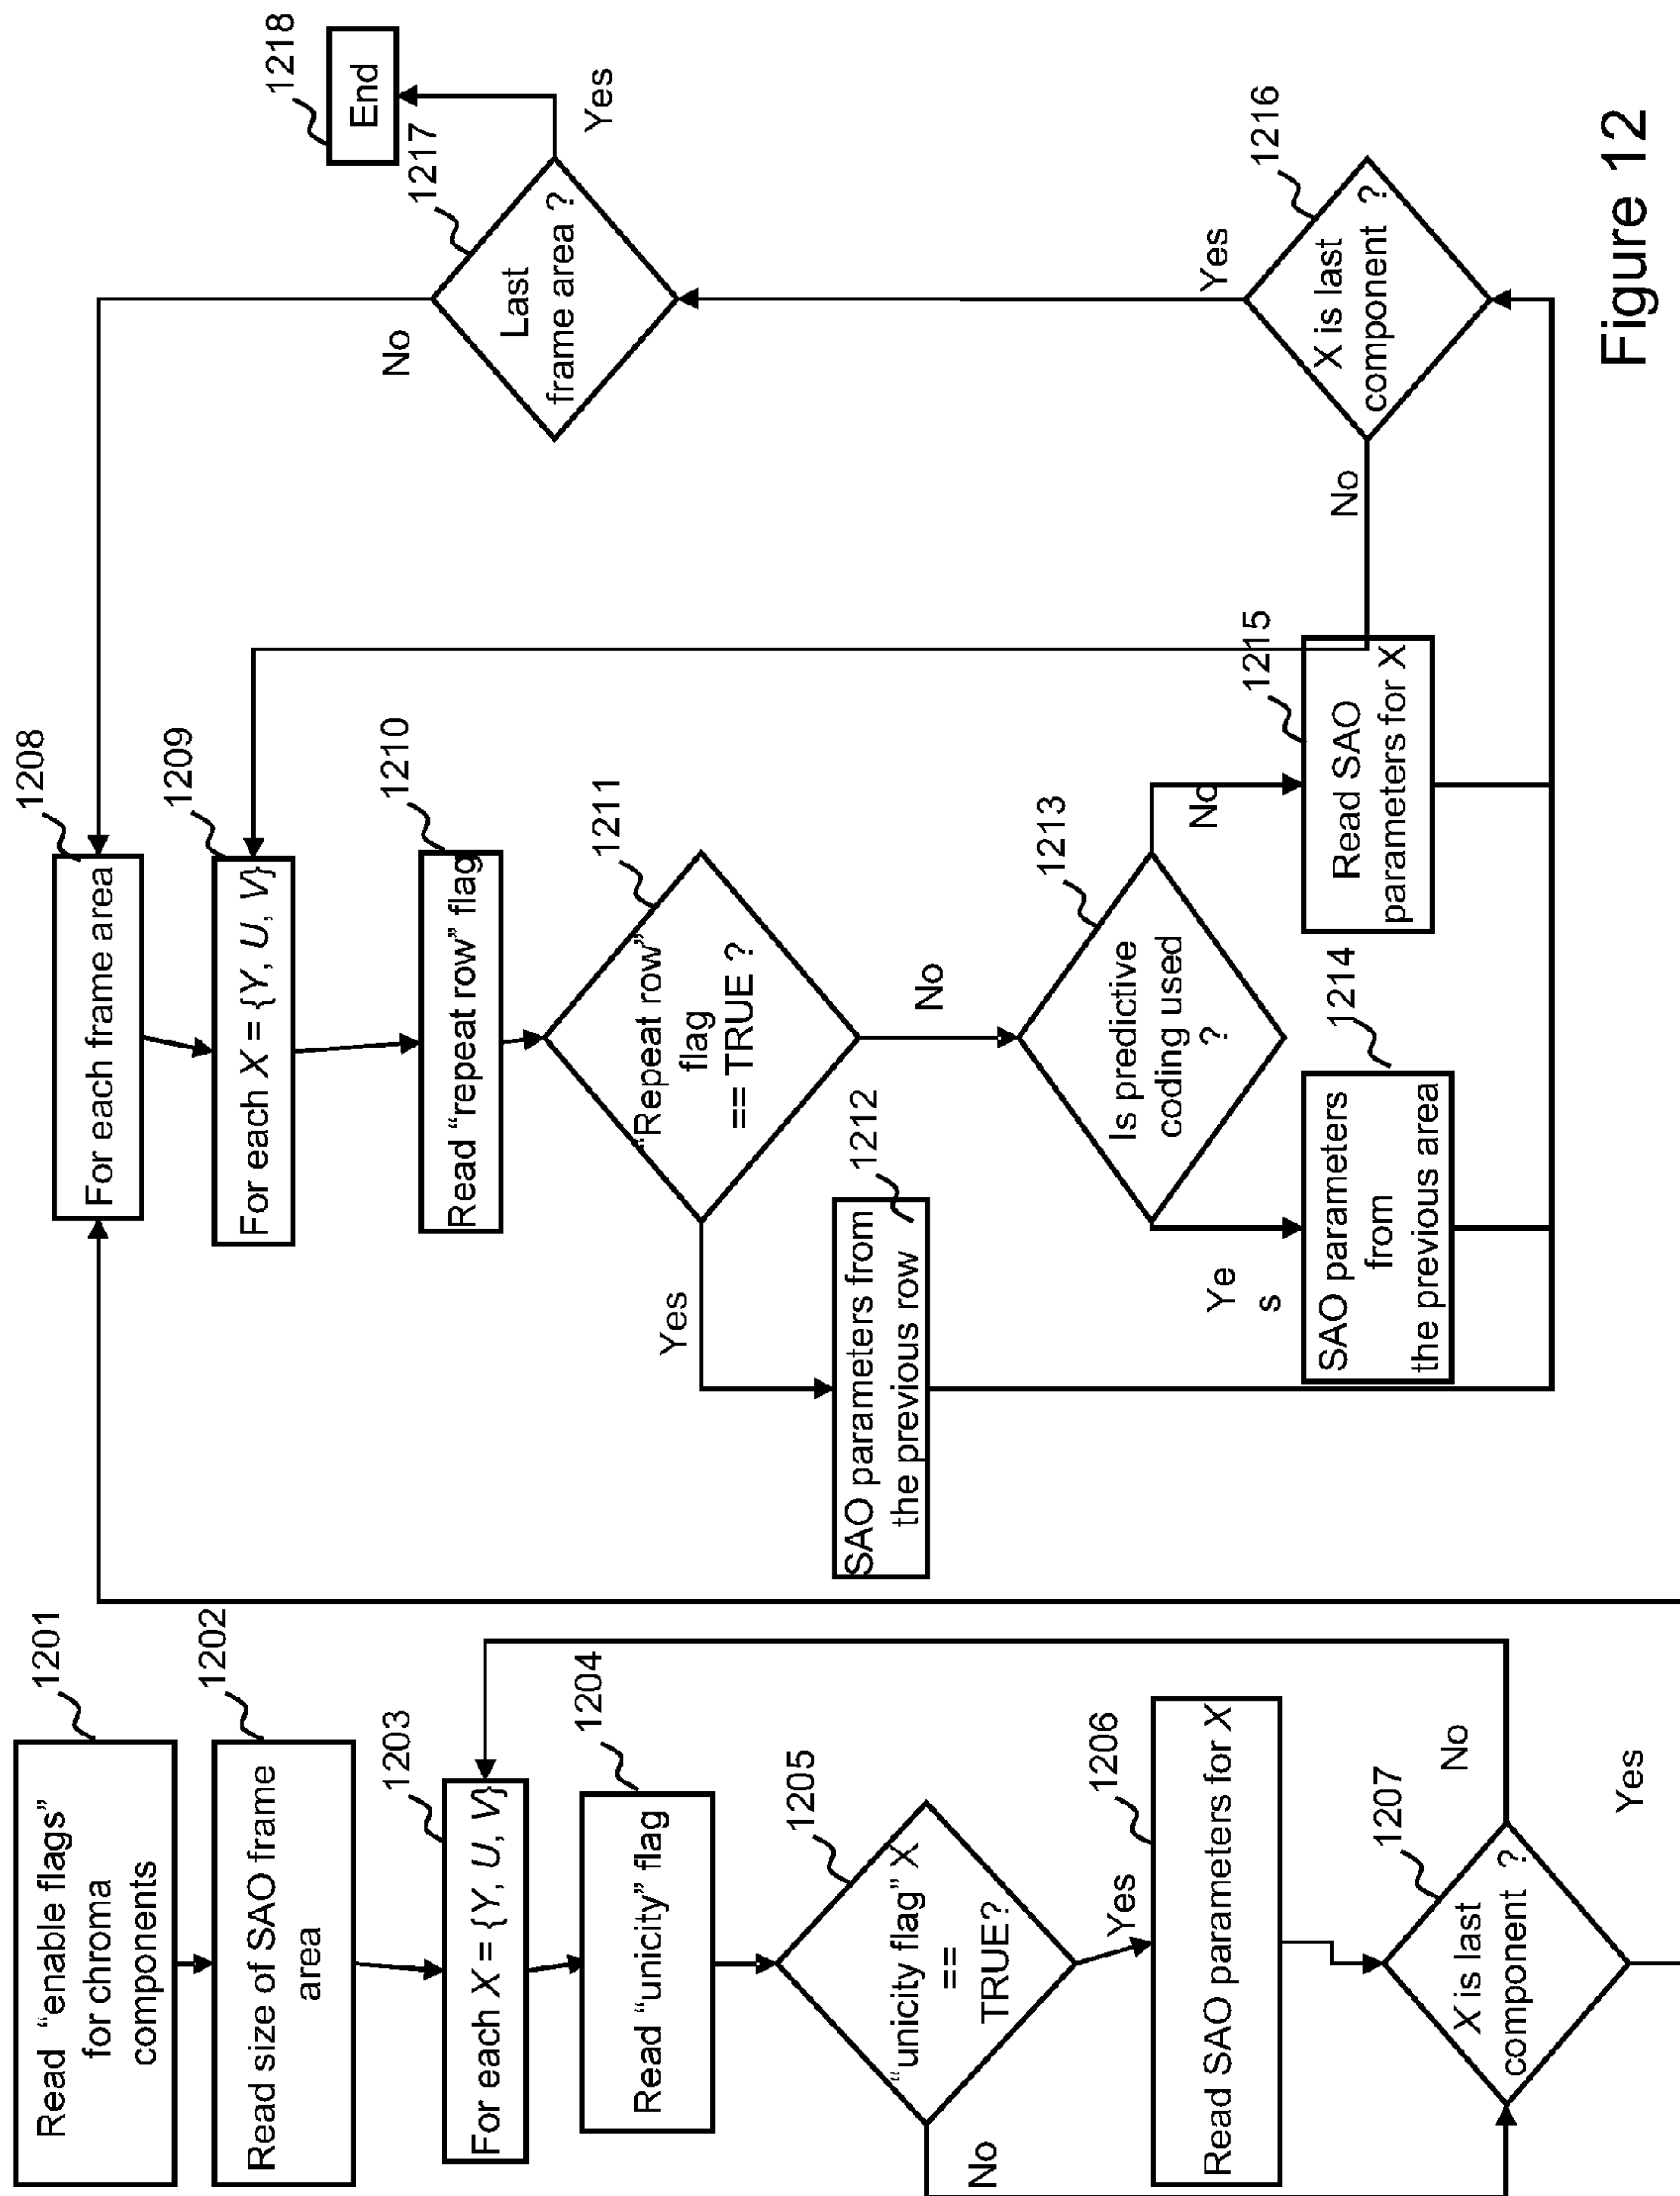 1201
Read “enable flags”
for chroma
components
1202
Read size of SAO frame
area
1203
For each X = {Y, U, V}
1204
Read “unicity” flag
1205
“unicity flag” X
==
TRUE?
Yes
No
1206
Read SAO parameters for X
1207
X is last
component ?
No
Yes
1208
For each frame area
1209
For each X = {Y, U, V}
1210
Read “repeat row” flag
1211
“Repeat row”
flag
== TRUE ?
Yes
No
1212
SAO parameters from
the previous row
1213
Is predictive
coding used
?
Ye
s
No
1214
SAO parameters
from
the previous area
1215
Read SAO
parameters for X
1216
X is last
component ?
No
Yes
1217
Last
frame area ?
No
Yes
1218
End
Figure 12